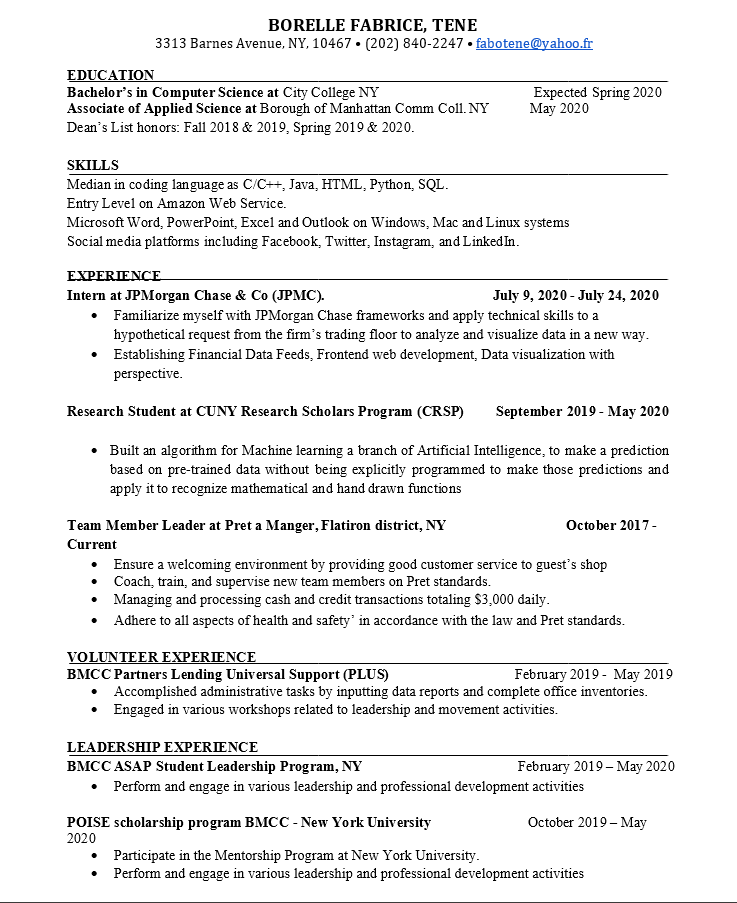 BORELLE FABRICE, TENE
3313 Barnes Avenue, NY, 10467 • (202) 840-2247 • fabotene@yahoo.fr
EDUCATION
Bachelor's in Computer Science at City College NY Expected Spring 2020
Associate of Applied Science at Borough of Manhattan Comm Coll. NY May 2020
Dean's List honors: Fall 2018 & 2019, Spring 2019 & 2020.
SKILLS
Median in coding language as C/C++, Java, HTML, Python, SQL.
Entry Level on Amazon Web Service.
Microsoft Word, PowerPoint, Excel and Outlook on Windows, Mac and Linux systems
Social media platforms including Facebook, Twitter, Instagram, and LinkedIn.
EXPERIENCE
Intern at JPMorgan Chase & Co (JPMC). July 9, 2020 - July 24, 2020
• Familiarize myself with JPMorgan Chase frameworks and apply technical skills to a
hypothetical request from the firm's trading floor to analyze and visualize data in a new way.
• Establishing Financial Data Feeds, Frontend web development, Data visualization with
perspective.
Research Student at CUNY Research Scholars Program (CRSP) September 2019 - May 2020
• Built an algorithm for Machine learning a branch of Artificial Intelligence, to make a prediction
based on pre-trained data without being explicitly programmed to make those predictions and
apply it to recognize mathematical and hand drawn functions
Team Member Leader at Pret a Manger, Flatiron district, NY October 2017 -
Current
• Ensure a welcoming environment by providing good customer service to guest's shop
• Coach, train, and supervise new team members on Pret standards.
• Managing and processing cash and credit transactions totaling $3,000 daily.
• Adhere to all aspects of health and safety' in accordance with the law and Pret standards.
VOLUNTEER EXPERIENCE
BMCC Partners Lending Universal Support (PLUS) February 2019 - May 2019
• Accomplished administrative tasks by inputting data reports and complete office inventories.
• Engaged in various workshops related to leadership and movement activities.
LEADERSHIP EXPERIENCE
BMCC ASAP Student Leadership Program, NY February 2019 – May 2020
• Perform and engage in various leadership and professional development activities
POISE scholarship program BMCC - New York University October 2019 – May
2020
• Participate in the Mentorship Program at New York University.
• Perform and engage in various leadership and professional development activities